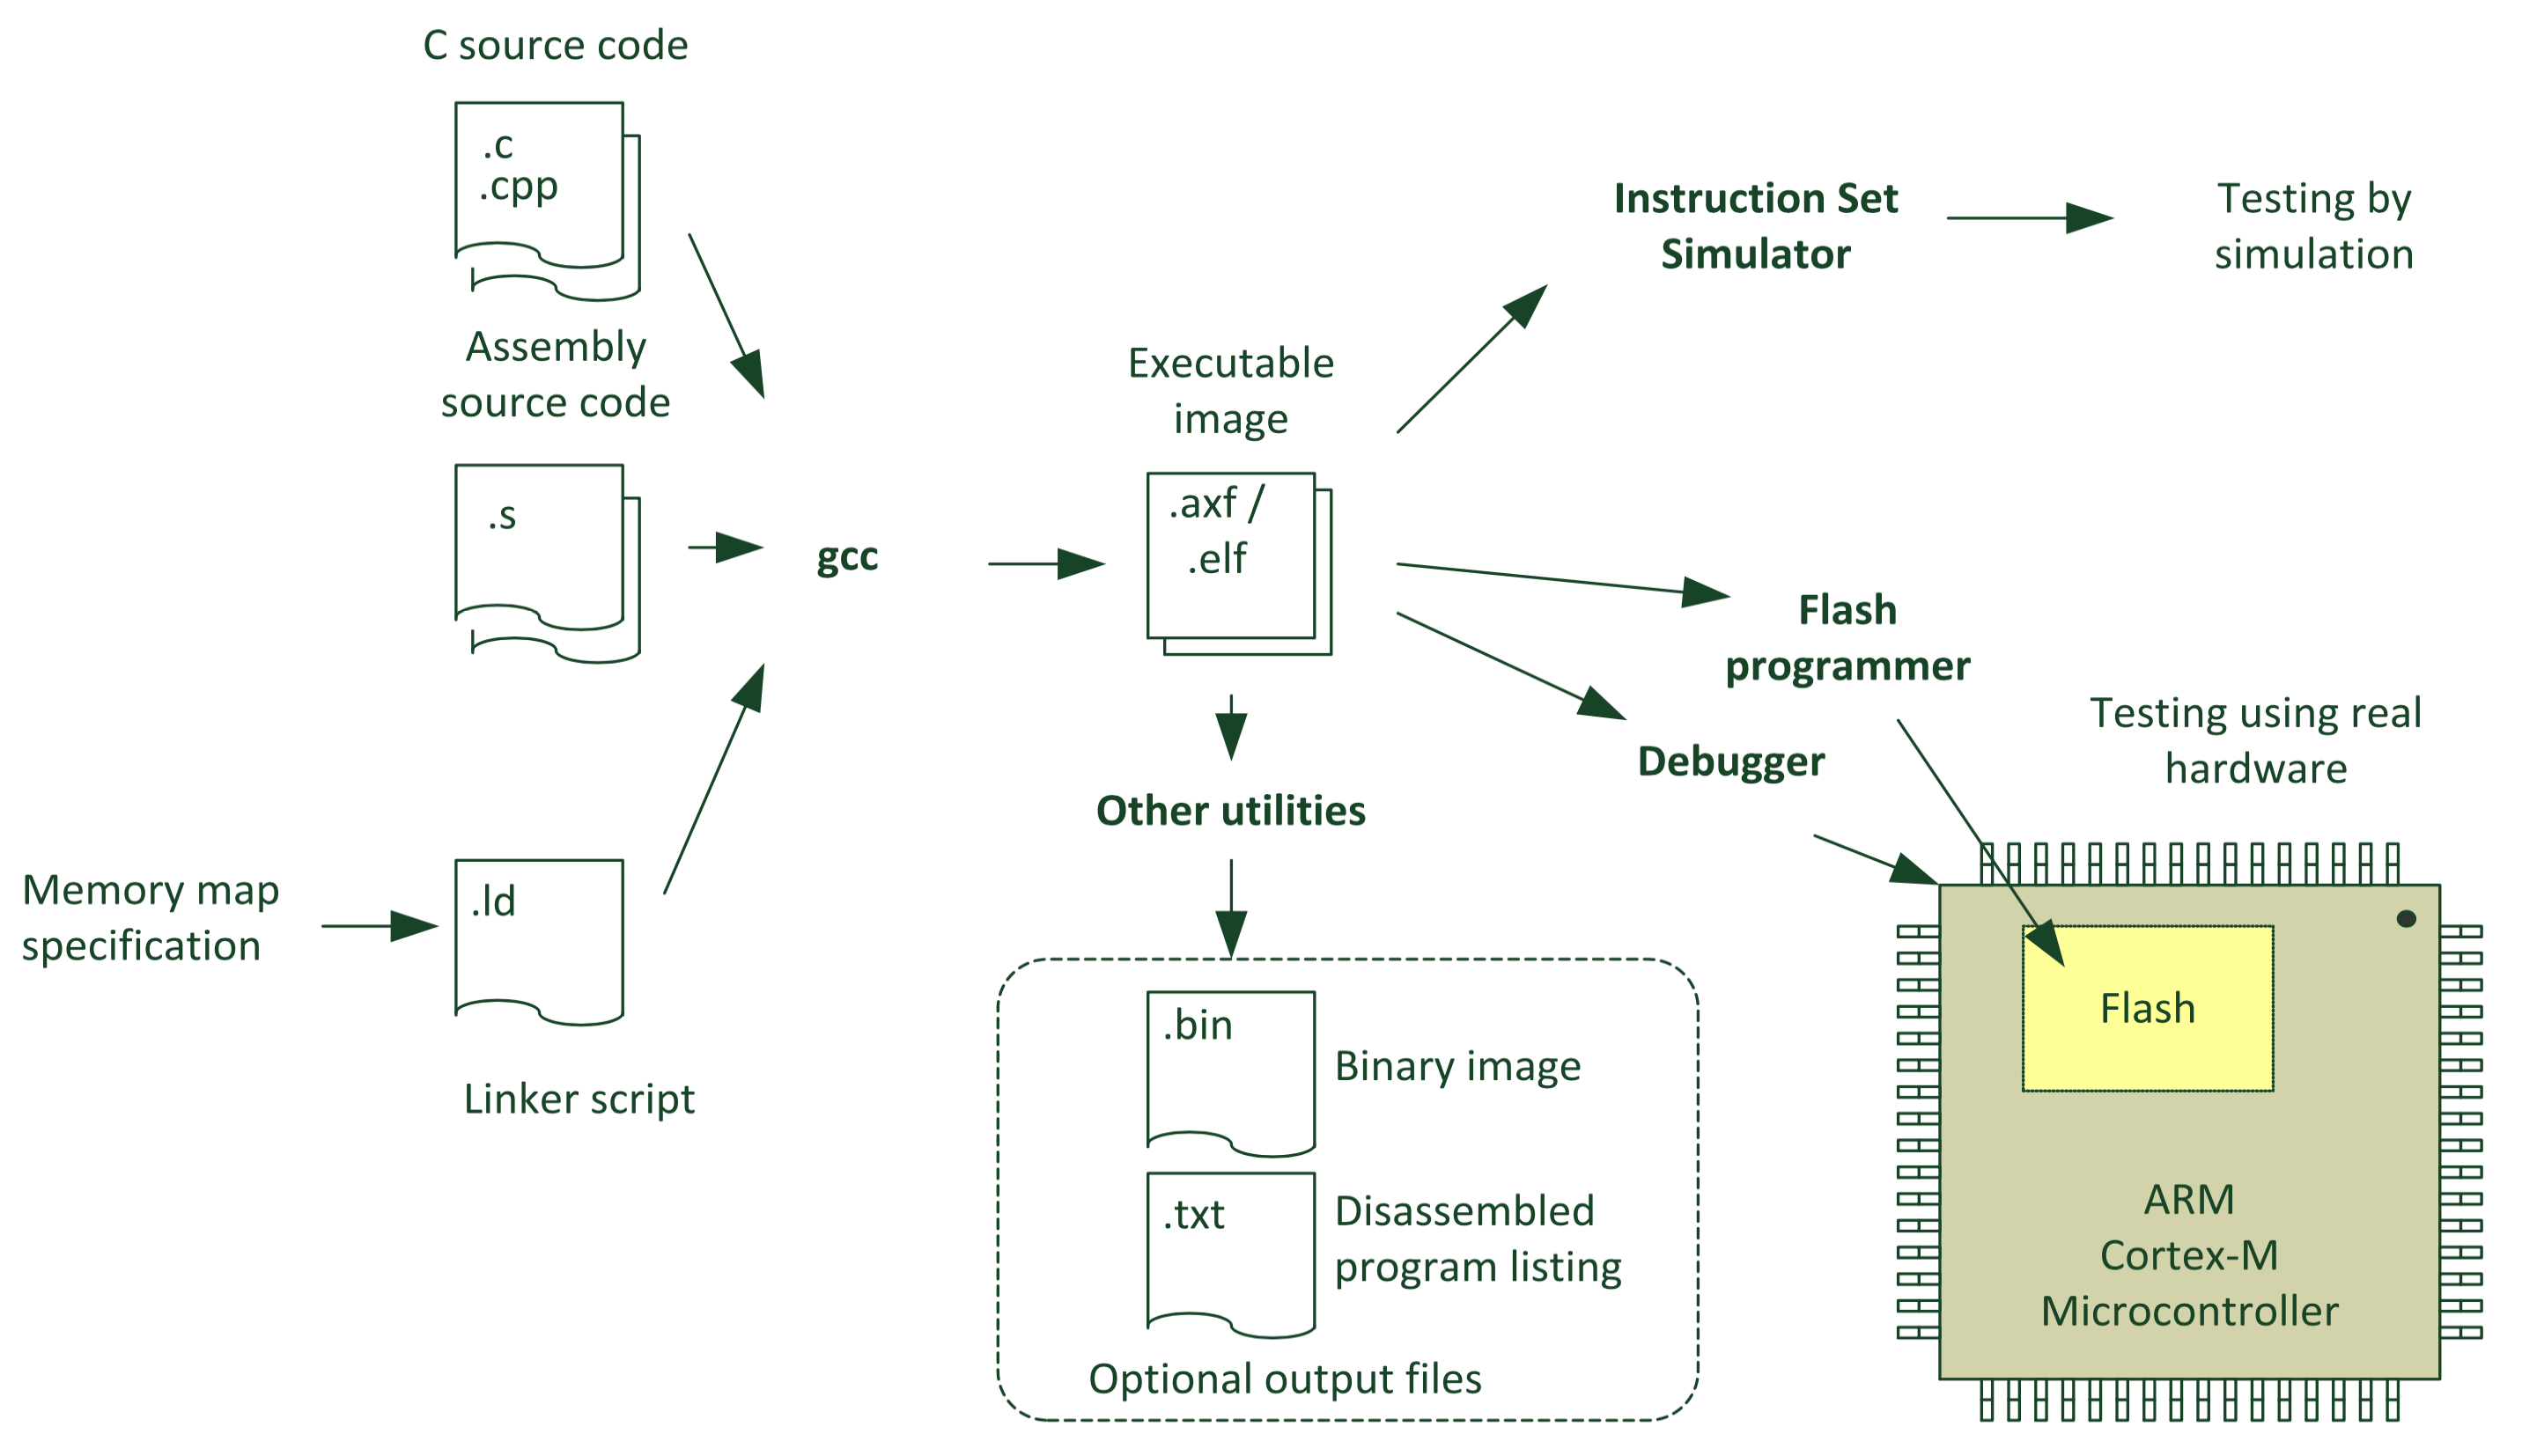 C source code
.c
.cpp
Assembly
source code
.s
gcc
Memory map
specification
.ld
Linker script
Executable
image
.axf /
.elf
Other utilities
.bin
Binary image
.txt
Disassembled
program listing
Optional output files
Instruction Set
Simulator
Testing by
simulation
Flash
programmer
Debugger
Testing using real
hardware
Flash
ARM
Cortex-M
Microcontroller